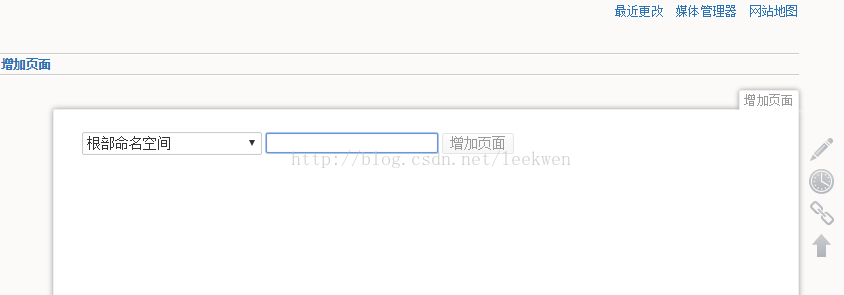 最近更改 媒体管理器 网站地图
增加页面
增加页面
根部命名空间 增加页面
http://blog.csdn.net/leekwen